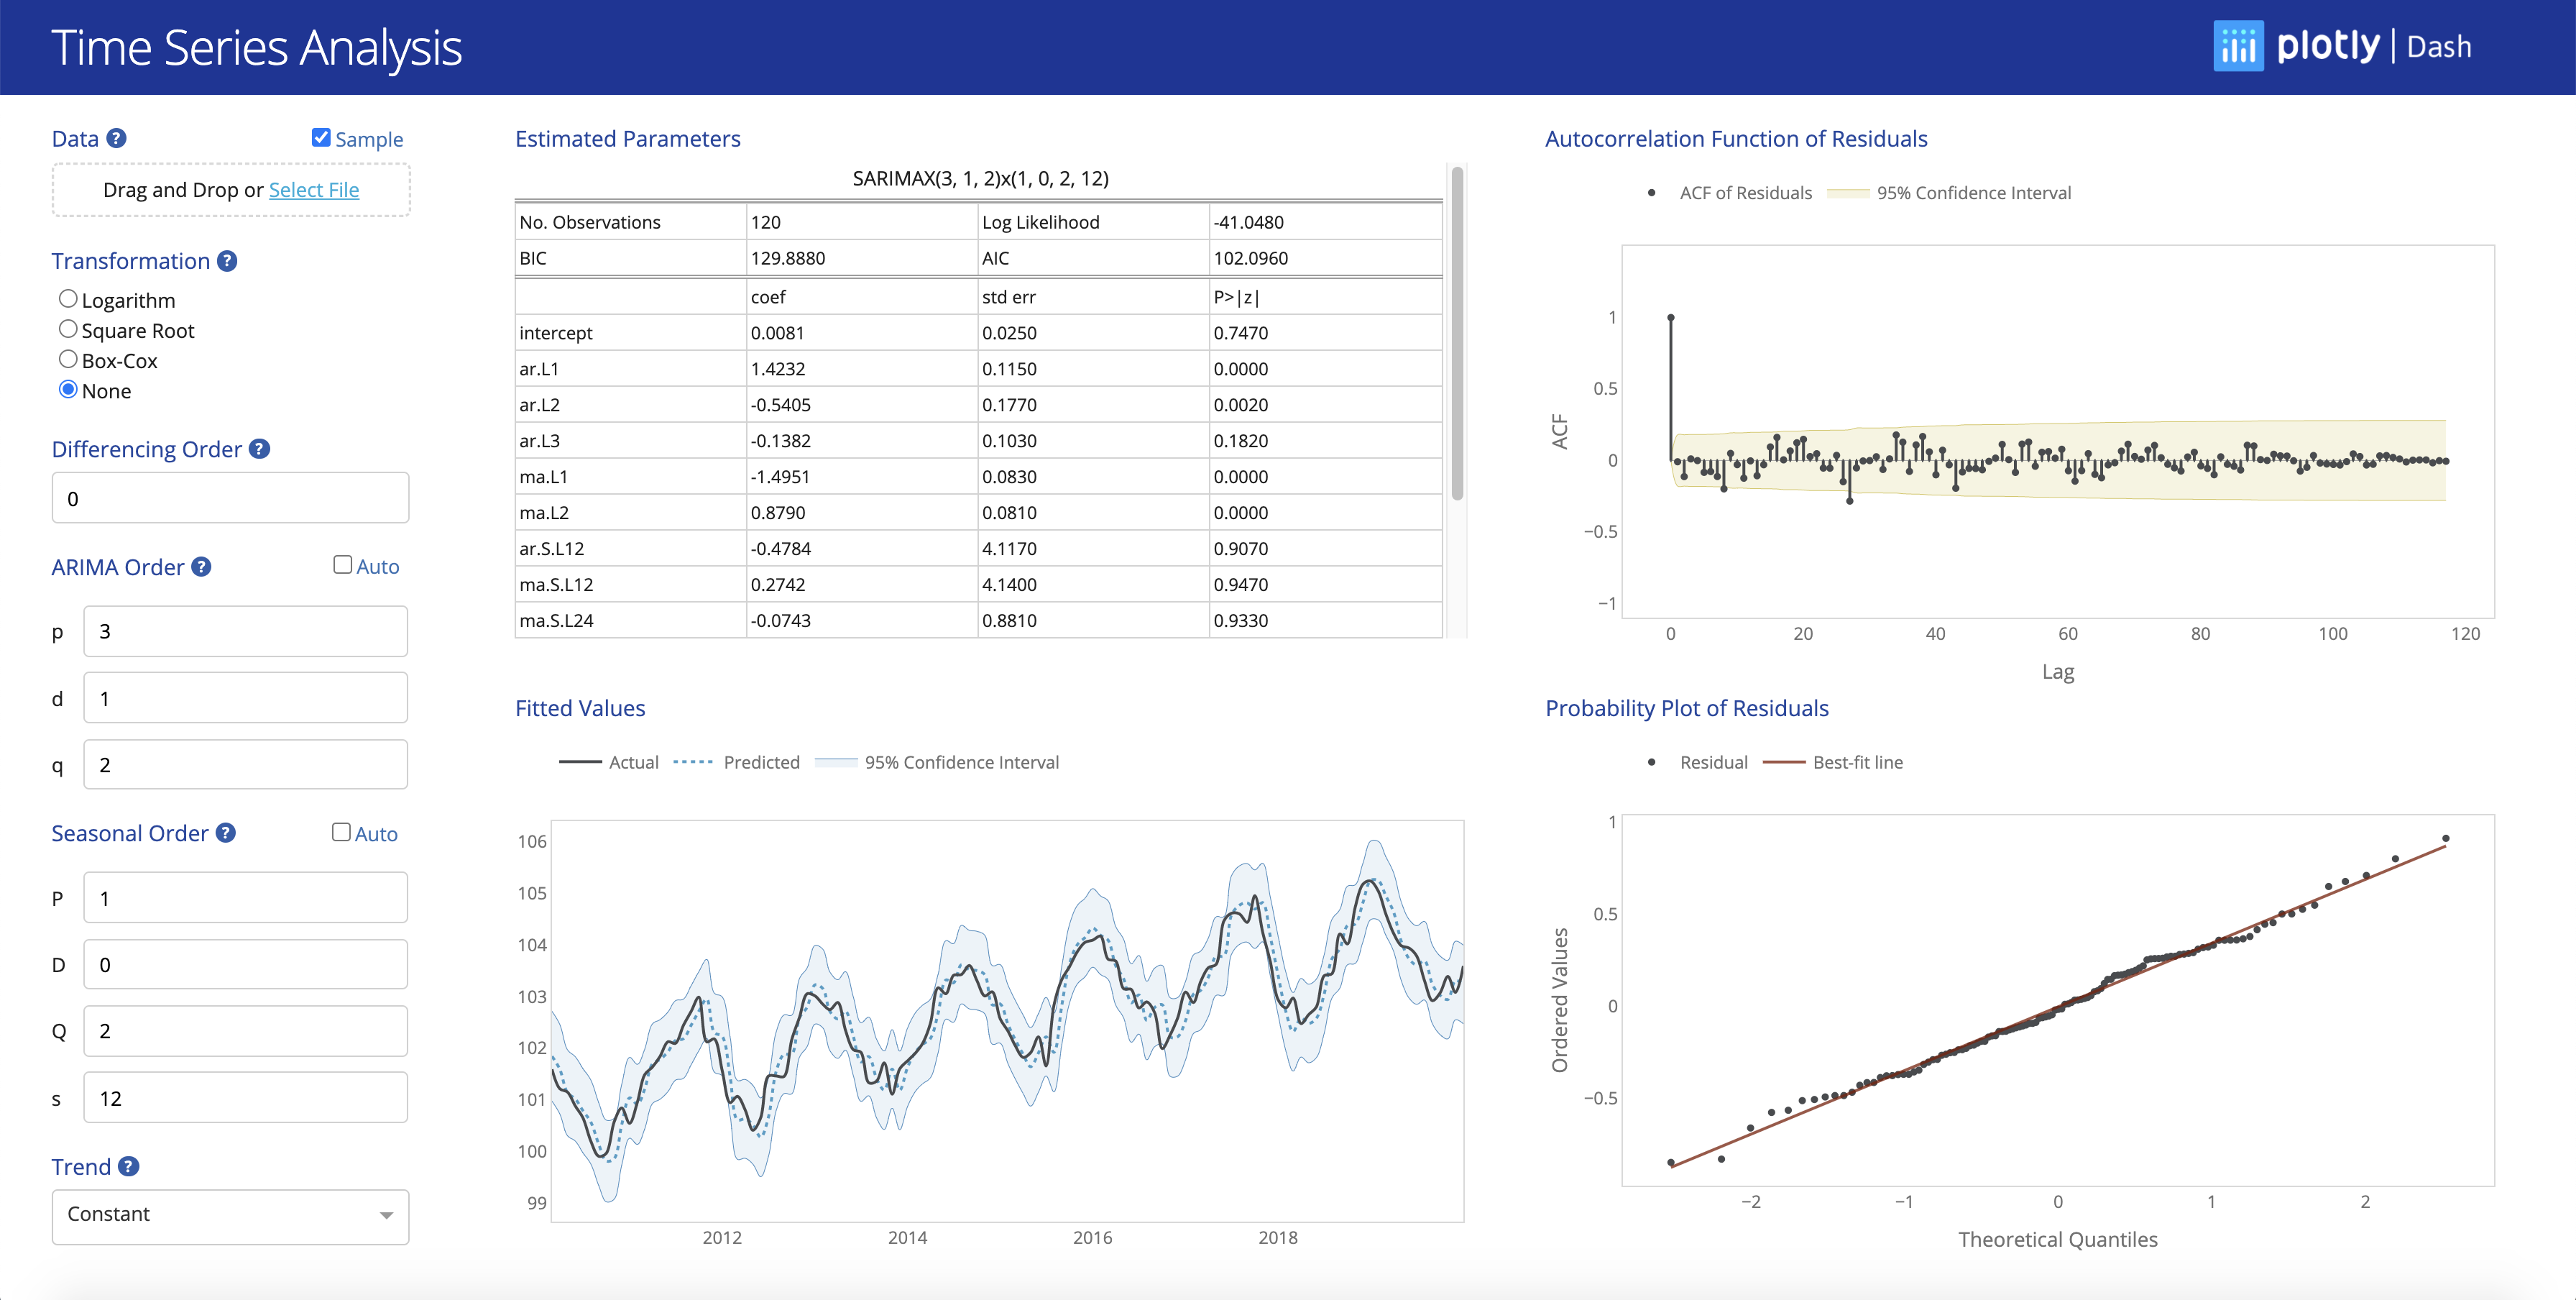 Time Series Analysis
plotly | Dash
Data ?
Sample
Drag and Drop or Select File
Transformation ?
Logarithm
Square Root
Box-Cox
None
Differencing Order ?
0
ARIMA Order ?
Auto
p 3
d 1
q 2
Seasonal Order ?
Auto
P 1
D 0
Q 2
s 12
Trend ?
Constant
Estimated Parameters
SARIMAX(3, 1, 2)x(1, 0, 2, 12)
No. Observations 120 Log Likelihood -41.0480
BIC 129.8880 AIC 102.0960
coef std err P>|z|
intercept 0.0081 0.0250 0.7470
ar.L1 1.4232 0.1150 0.0000
ar.L2 -0.5405 0.1770 0.0020
ar.L3 -0.1382 0.1030 0.1820
ma.L1 -1.4951 0.0830 0.0000
ma.L2 0.8790 0.0810 0.0000
ar.S.L12 -0.4784 4.1170 0.9070
ma.S.L12 0.2742 4.1400 0.9470
ma.S.L24 -0.0743 0.8810 0.9330
Autocorrelation Function of Residuals
ACF of Residuals 95% Confidence Interval
ACF
1
0.5
0
−0.5
−1
0 20 40 60 80 100 120
Lag
Fitted Values
Actual Predicted 95% Confidence Interval
106
105
104
103
102
101
100
99
2012 2014 2016 2018
Probability Plot of Residuals
Residual Best-fit line
Ordered Values
1
0.5
0
−0.5
−2 −1 0 1 2
Theoretical Quantiles